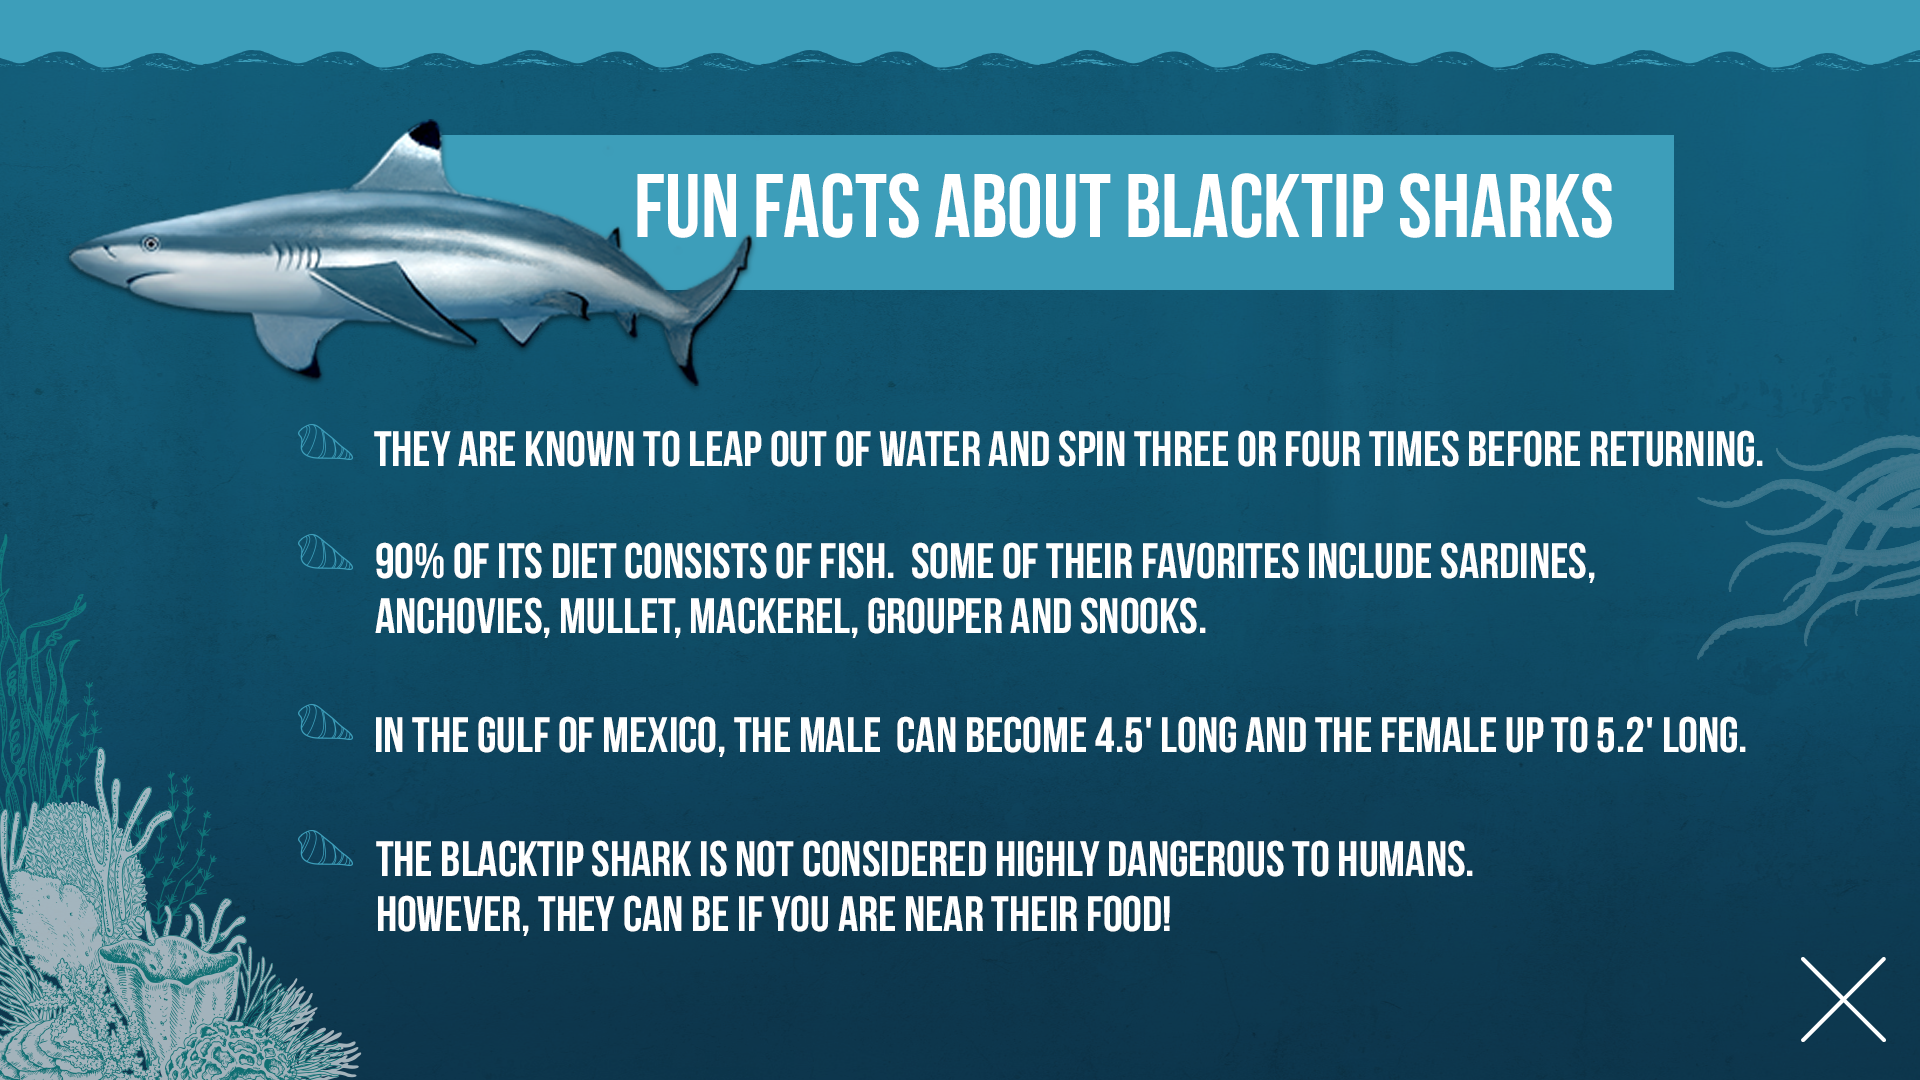 FUN FACTS ABOUT BLACKTIP SHARKS
THEY ARE KNOWN TO LEAP OUT OF WATER AND SPIN THREE OR FOUR TIMES BEFORE RETURNING.
90% OF ITS DIET CONSISTS OF FISH.  SOME OF THEIR FAVORITES INCLUDE SARDINES,
ANCHOVIES, MULLET, MACKEREL, GROUPER AND SNOOKS.
IN THE GULF OF MEXICO, THE MALE  CAN BECOME 4.5' LONG AND THE FEMALE UP TO 5.2' LONG.
THE BLACKTIP SHARK IS NOT CONSIDERED HIGHLY DANGEROUS TO HUMANS.
HOWEVER, THEY CAN BE IF YOU ARE NEAR THEIR FOOD!